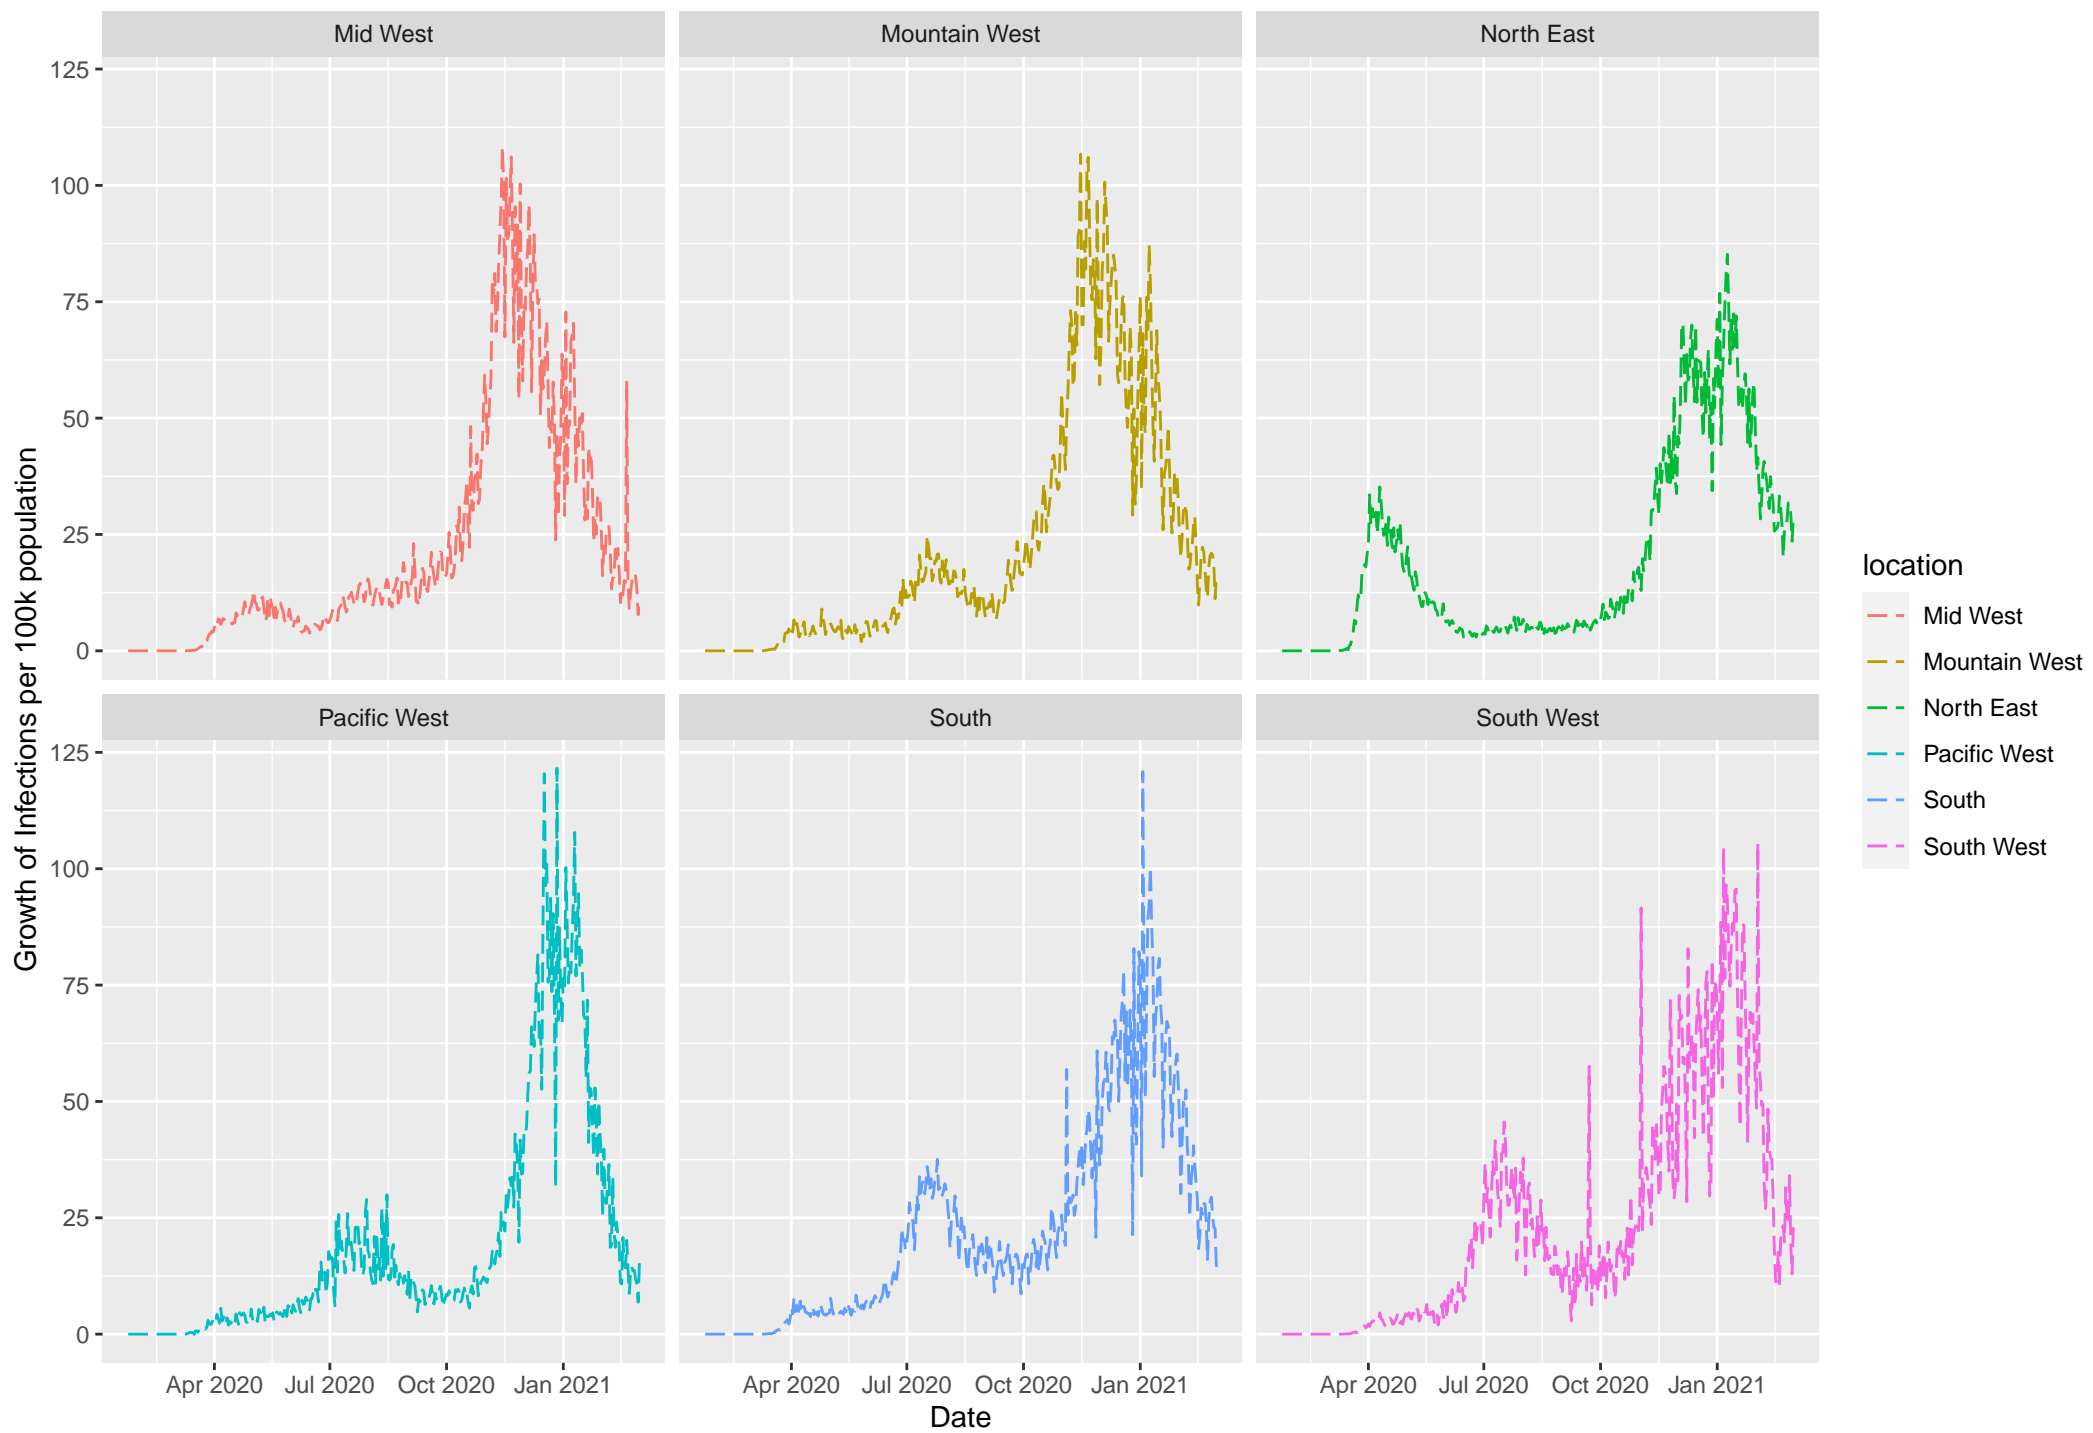 Mid West
Mountain West
North East
125
100
75
50
25
0
Growth of Infections per 100k population
Pacific West
South
South West
125
100
75
50
25
0
Apr 2020 Jul 2020 Oct 2020 Jan 2021
Apr 2020 Jul 2020 Oct 2020 Jan 2021
Apr 2020 Jul 2020 Oct 2020 Jan 2021
Date
location
Mid West
Mountain West
North East
Pacific West
South
South West